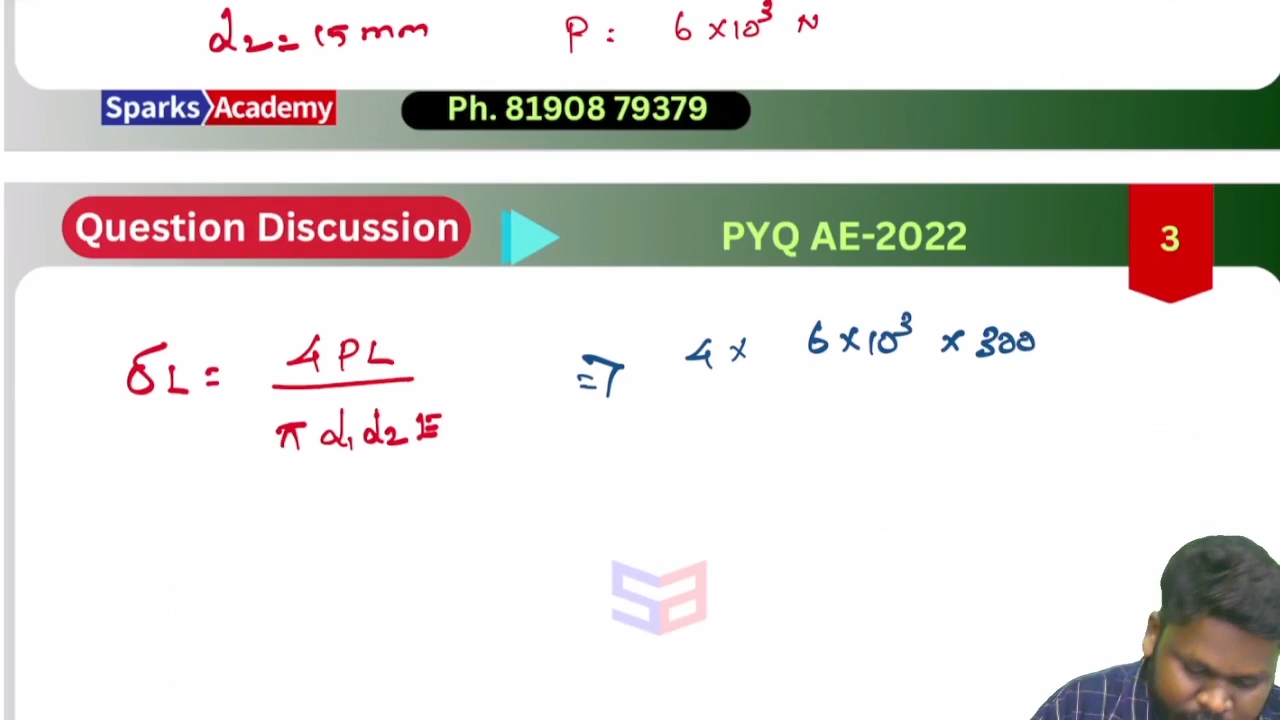 d₂ = 15 mm P : 6 × 10³ N
Sparks Academy Ph. 81908 79379
Question Discussion PYQ AE-2022 3
δL = 4PL / π d₁ d₂ E ⇒ 4 × 6 × 10³ × 300